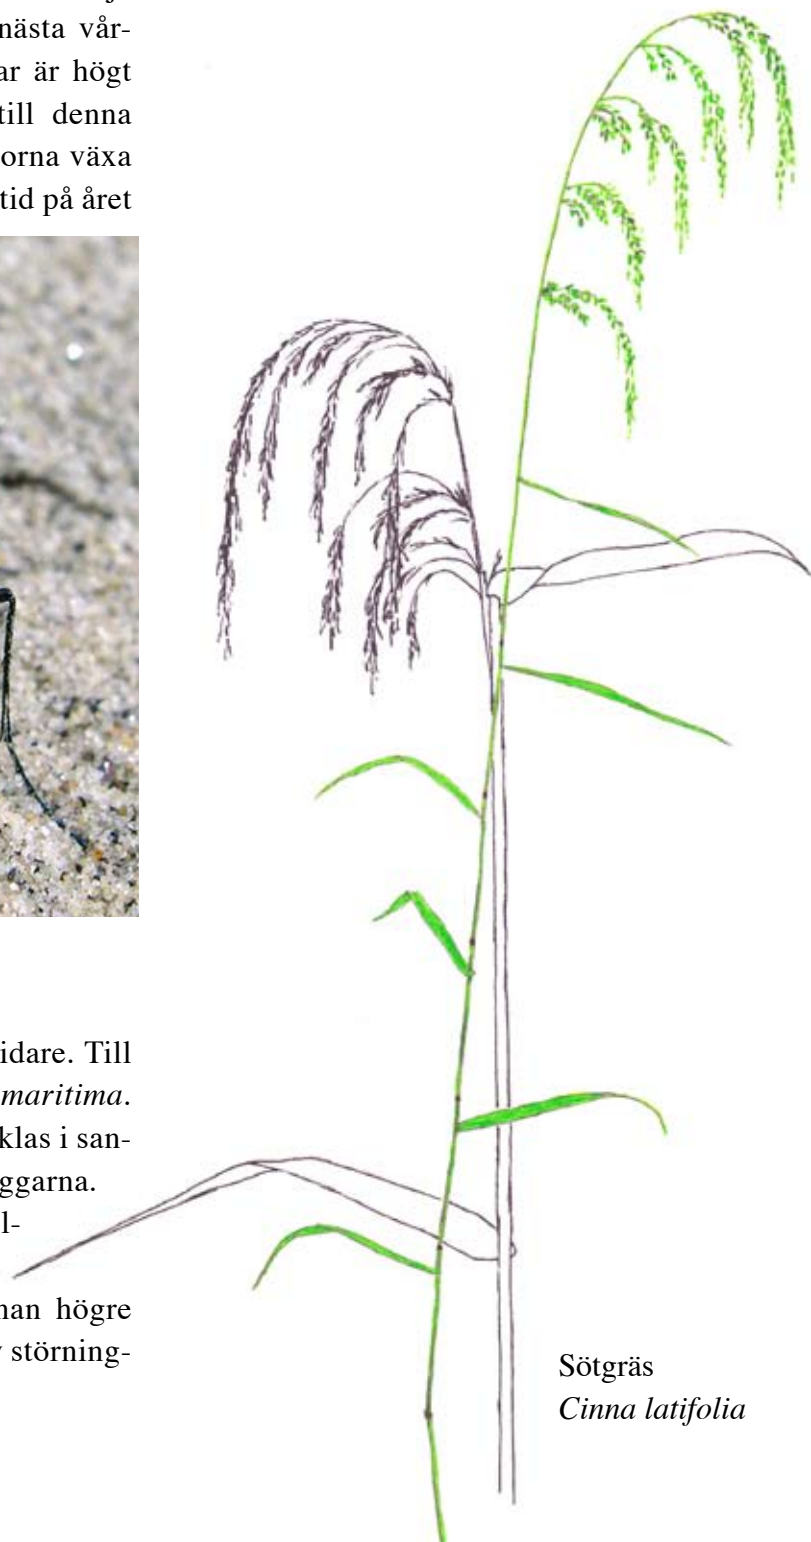 nästa vår-
ar är högt
till denna
orna växa
tid på året
idare. Till
maritima.
klas i san-
ggarna.
l-
nan högre
störning-
Sötgräs
Cinna latifolia